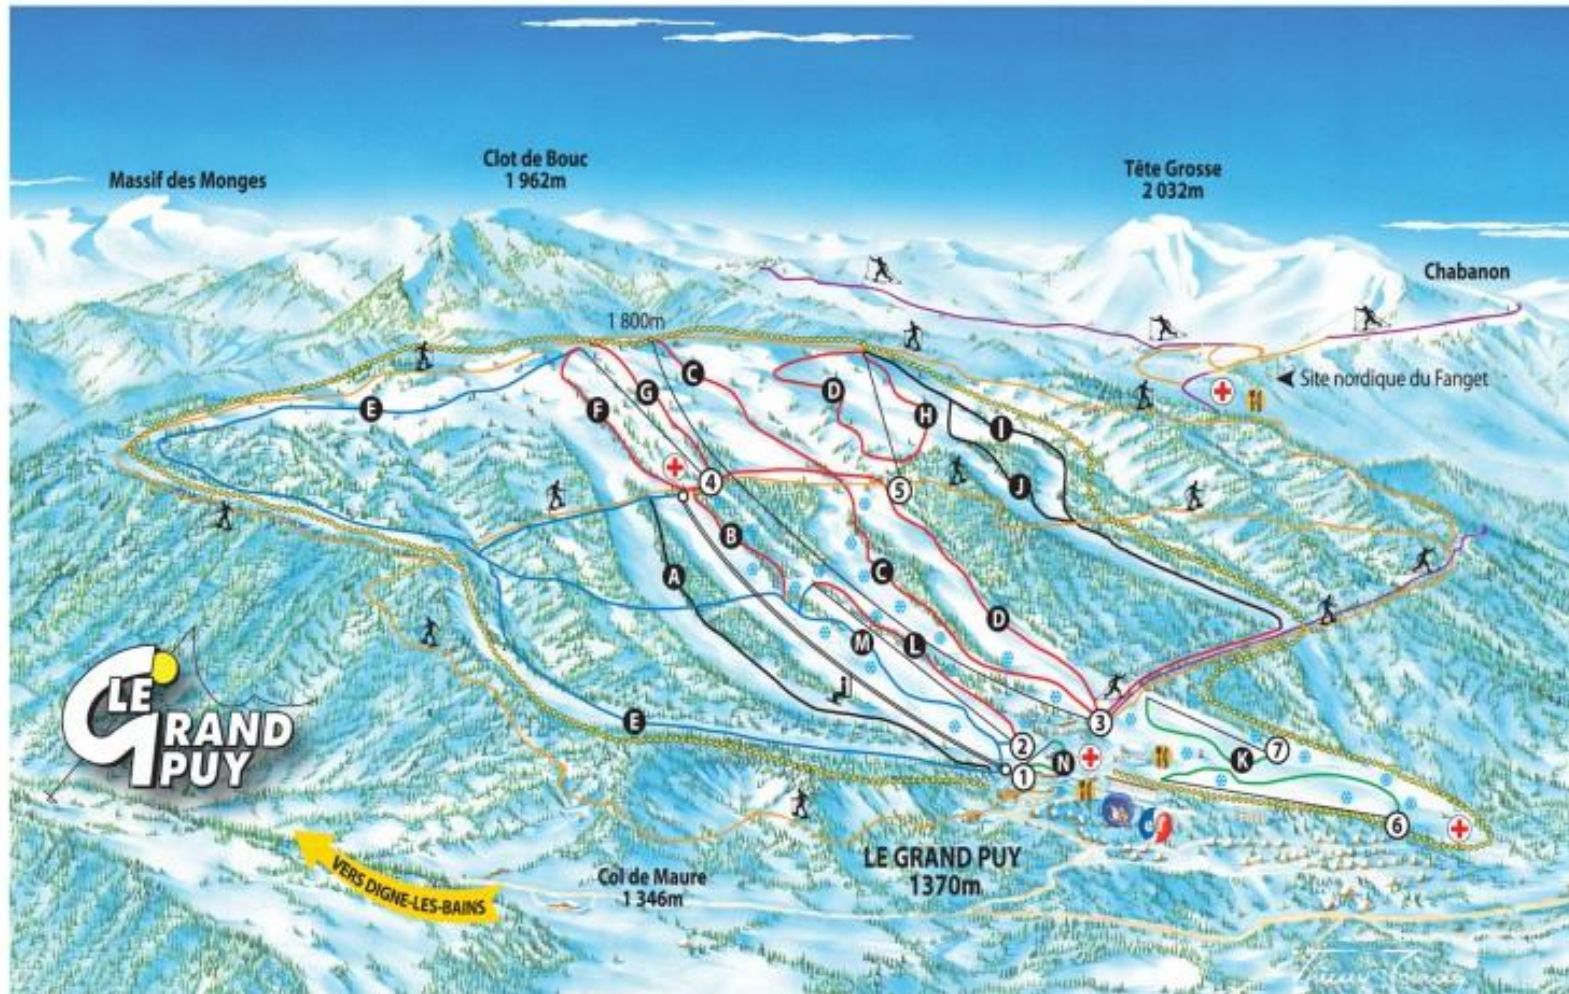 Massif des Monges
Clot de Bouc
1 962m
Tête Grosse
2 032m
Chabanon
1 800m
Site nordique du Fanget
E
F
G
C
D
H
I
J
4
5
B
A
C
D
M
L
E
3
2
N
1
K
7
6
LE
GRAND
PUY
VERS DIGNE-LES-BAINS
Col de Maure
1 346m
LE GRAND PUY
1370m